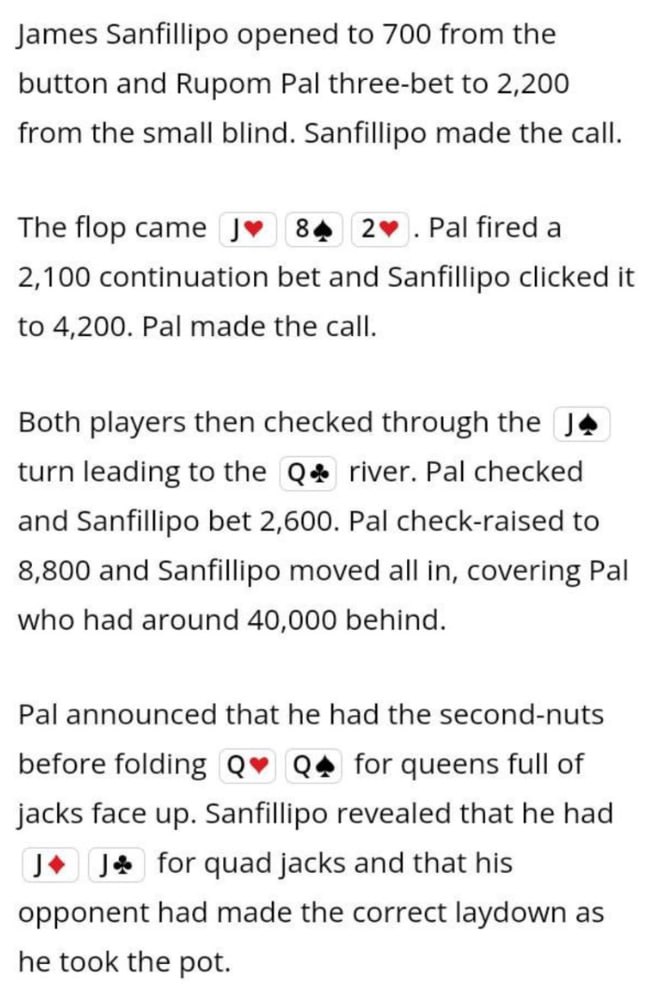 James Sanfillipo opened to 700 from the
button and Rupom Pal three-bet to 2,200
from the small blind. Sanfillipo made the call.
The flop came J♥ 8♠ 2♥. Pal fired a
2,100 continuation bet and Sanfillipo clicked it
to 4,200. Pal made the call.
Both players then checked through the J♠
turn leading to the Q♣ river. Pal checked
and Sanfillipo bet 2,600. Pal check-raised to
8,800 and Sanfillipo moved all in, covering Pal
who had around 40,000 behind.
Pal announced that he had the second-nuts
before folding Q♥ Q♠ for queens full of
jacks face up. Sanfillipo revealed that he had
J♦ J♣ for quad jacks and that his
opponent had made the correct laydown as
he took the pot.